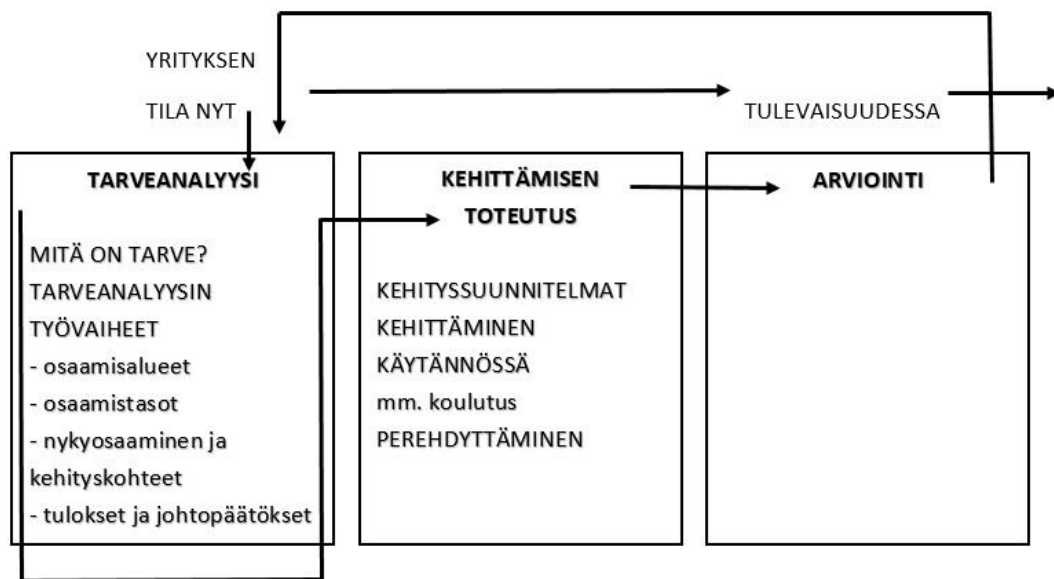 YRITYKSEN
TILA NYT
TULEVAISUUDESSA
TARVEANALYYSI
MITÄ ON TARVE?
TARVEANALYYSIN
TYÖVAIHEET
- osaamisalueet
- osaamistasot
- nykyosaaminen ja
kehityskohteet
- tulokset ja johtopäätökset
KEHITTÄMISEN
TOTEUTUS
KEHITYSSUUNNITELMAT
KEHITTÄMINEN
KÄYTÄNNÖSSÄ
mm. koulutus
PEREHDYTTÄMINEN
ARVIOINTI